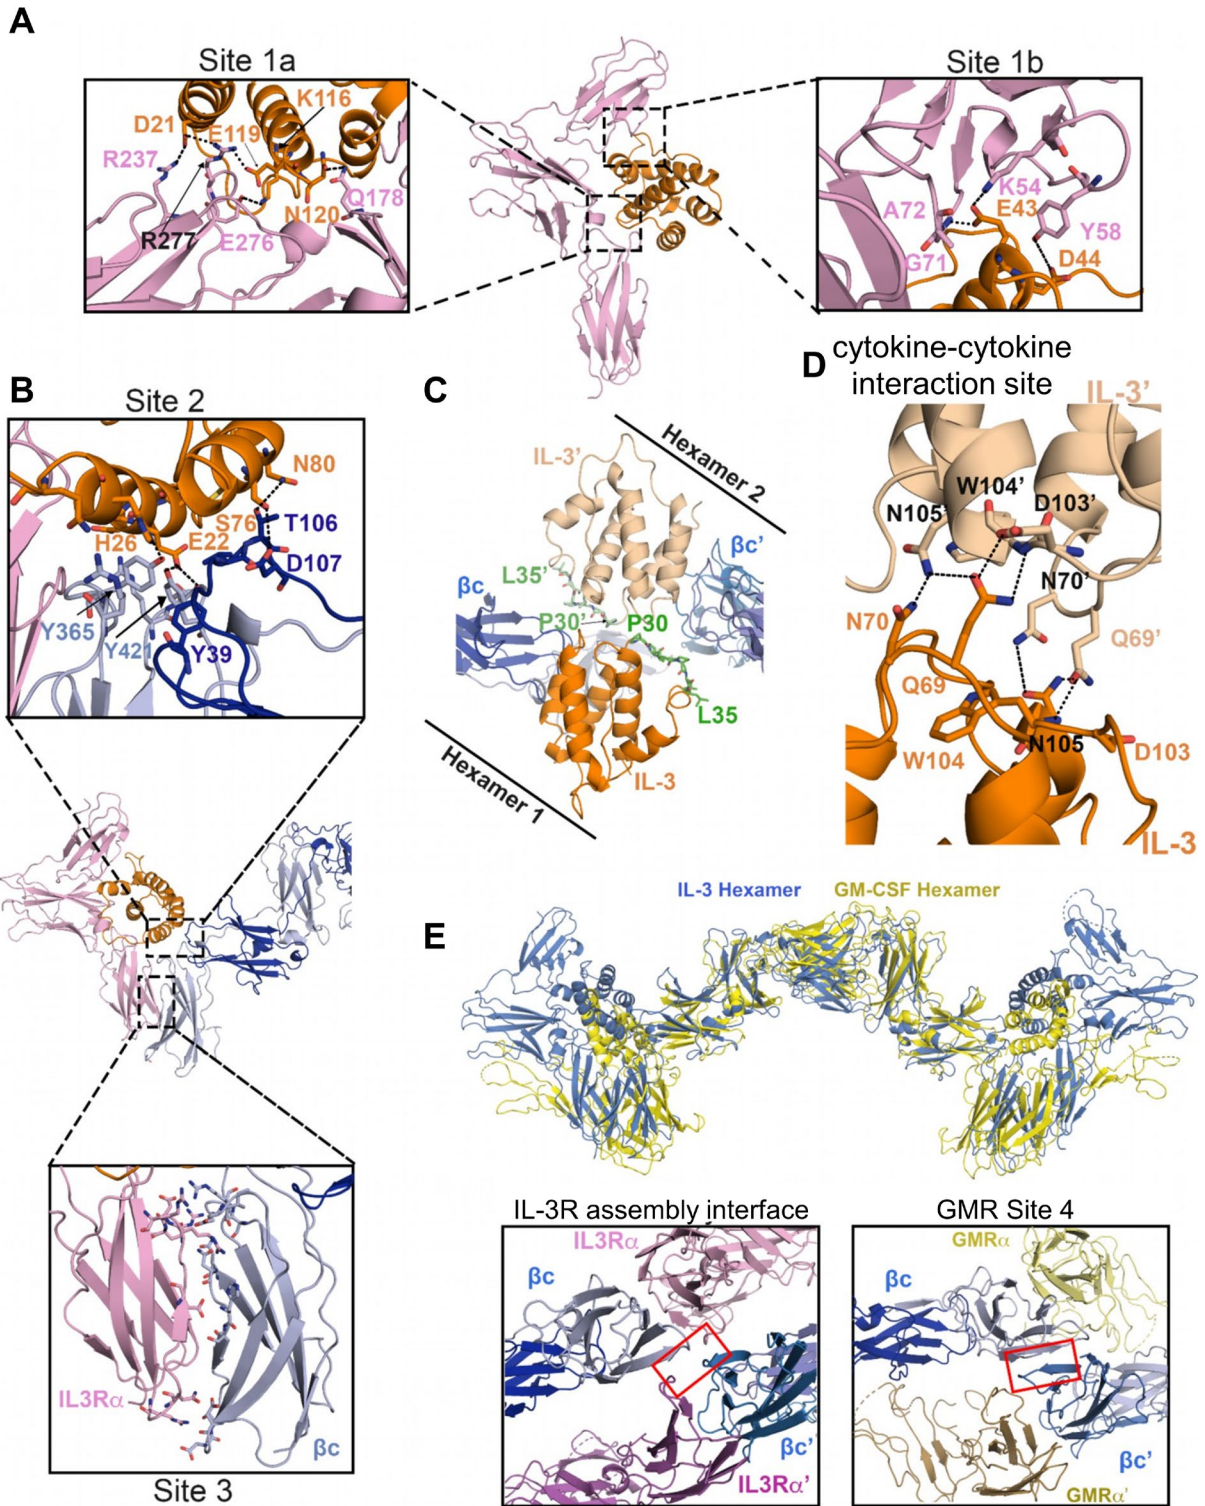 A
Site 1a
K116
D21
E119
R237
Q178
N120
R277
E276
Site 1b
K54
A72
E43
Y58
G71
D44
B
Site 2
N80
S76
T106
H26
E22
D107
Y365
Y421
Y39
C
Hexamer 2
IL-3'
βc'
L35'
βc
P30'
P30
L35
IL-3
Hexamer 1
D
cytokine-cytokine
interaction site
IL-3'
W104'
D103'
N105'
N70'
N70
Q69'
Q69
N105
D103
W104
IL-3
IL3Rα
βc
Site 3
E
IL-3 Hexamer
GM-CSF Hexamer
IL-3R assembly interface
IL3Rα
βc
βc'
IL3Rα'
GMR Site 4
GMRα
βc
βc'
GMRα'